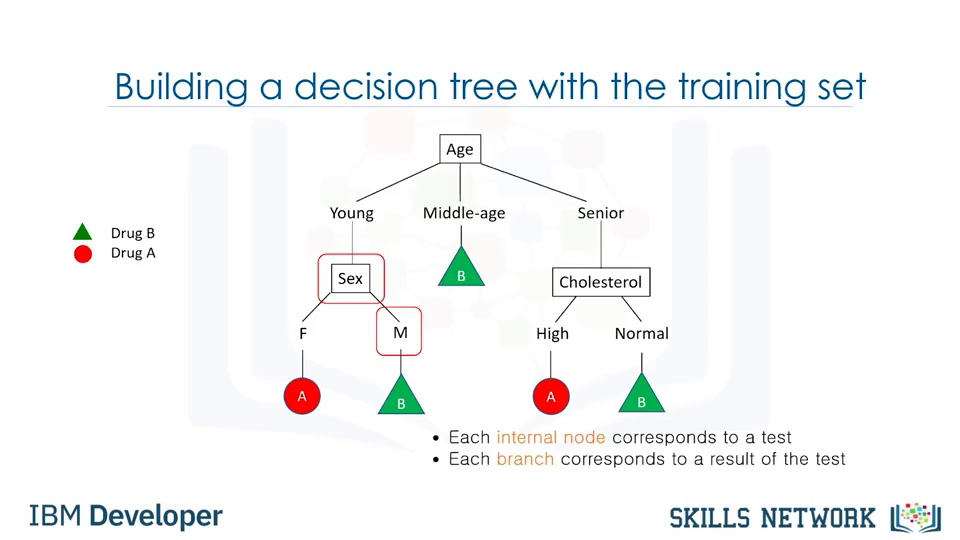 Building a decision tree with the training set
Age
Young
Middle-age
Senior
Drug B
Drug A
Sex
B
Cholesterol
F
M
High
Normal
A
B
A
B
• Each internal node corresponds to a test
• Each branch corresponds to a result of the test
IBM Developer
SKILLS NETWORK